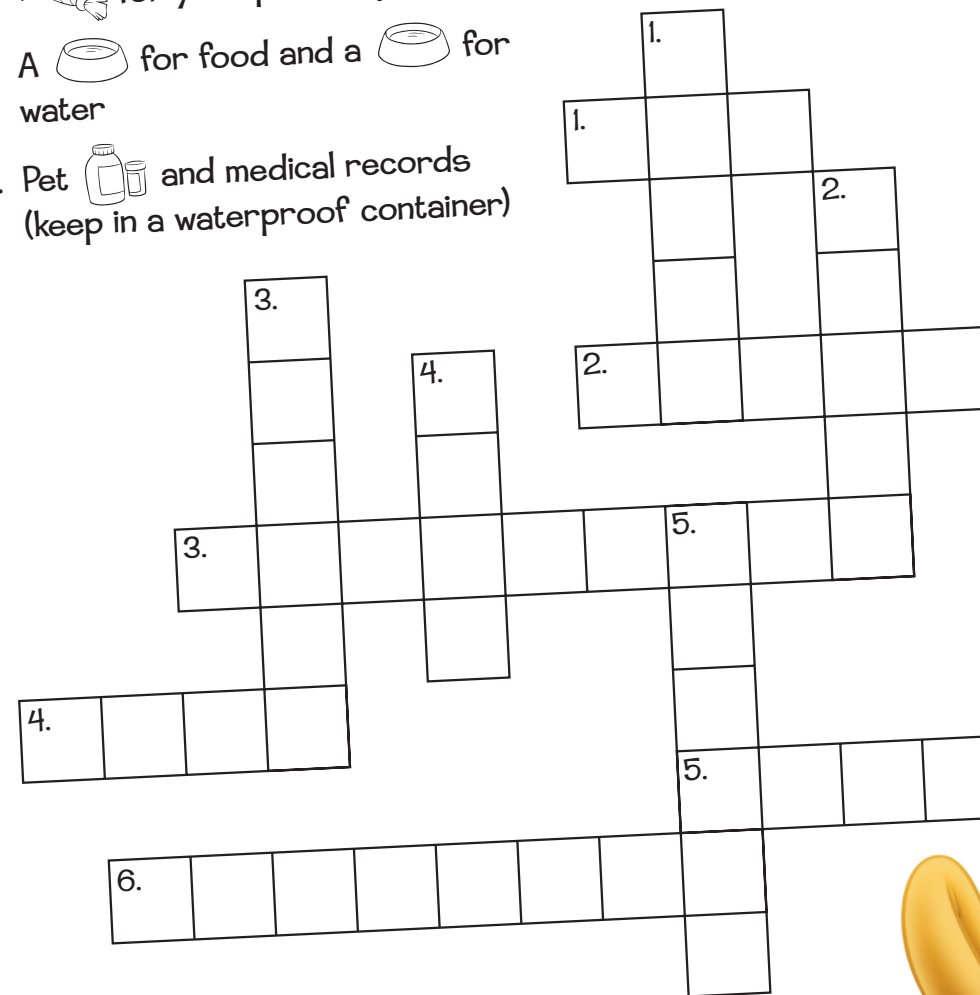 A for food and a for
water
. Pet and medical records
(keep in a waterproof container)
1.
1.
2.
3.
4.
2.
3.
5.
4.
5.
6.